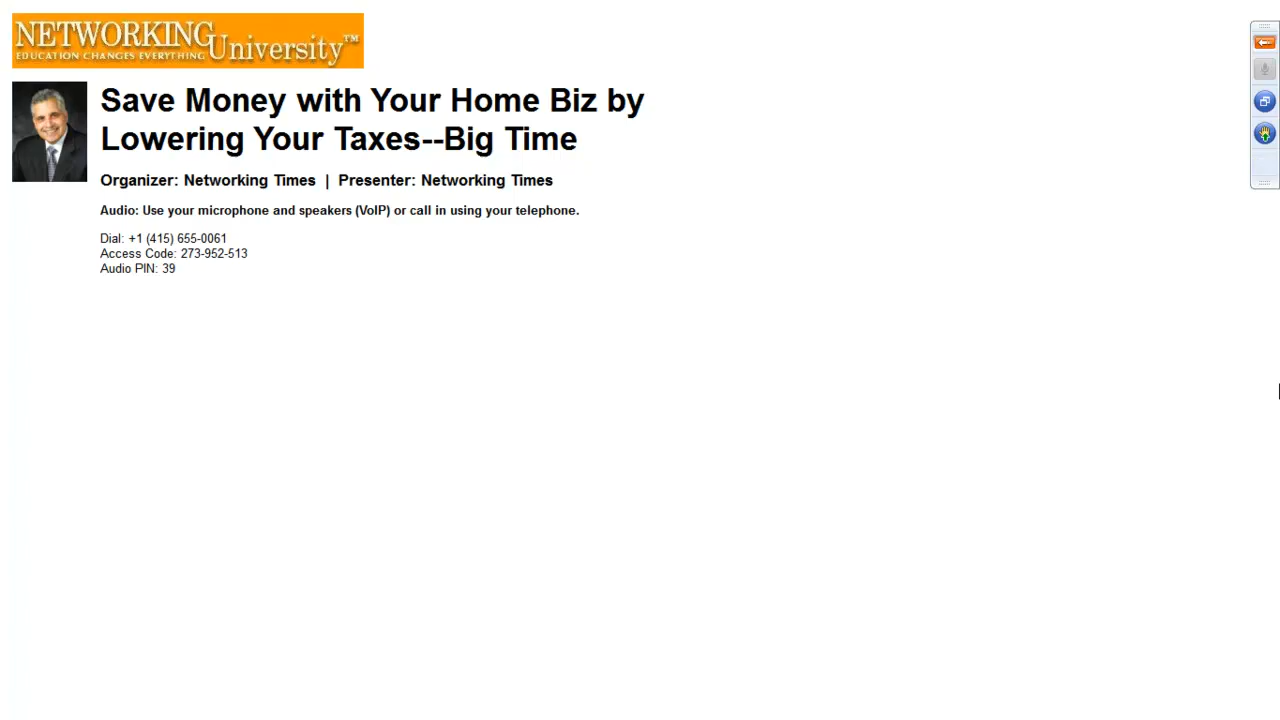 NETWORKING University™
EDUCATION CHANGES EVERYTHING
Save Money with Your Home Biz by
Lowering Your Taxes--Big Time
Organizer: Networking Times | Presenter: Networking Times
Audio: Use your microphone and speakers (VoIP) or call in using your telephone.
Dial: +1 (415) 655-0061
Access Code: 273-952-513
Audio PIN: 39